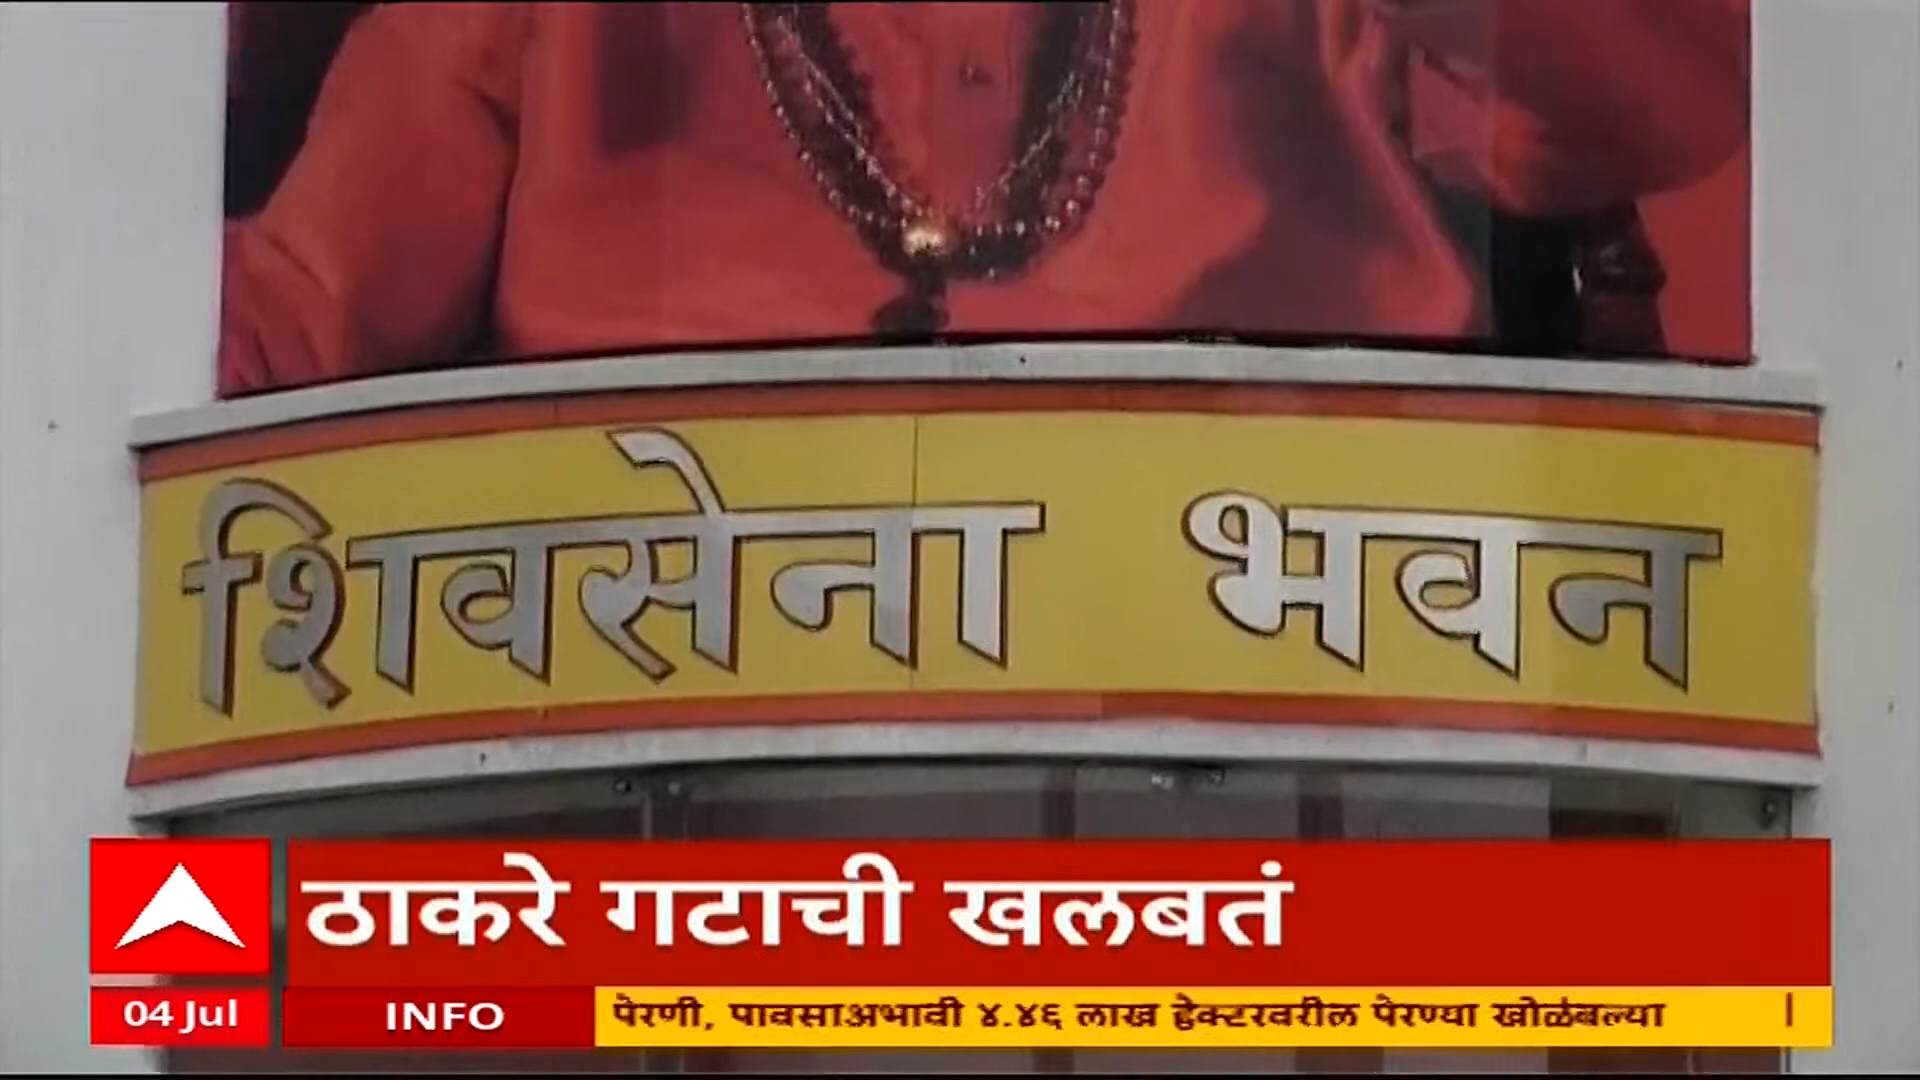 शिवसेना भवन
ठाकरे गटाची खलबतं
04 Jul
INFO
पेरणी, पावसाअभावी ४.४६ लाख हेक्टरवरील पेरण्या खोळंबल्या